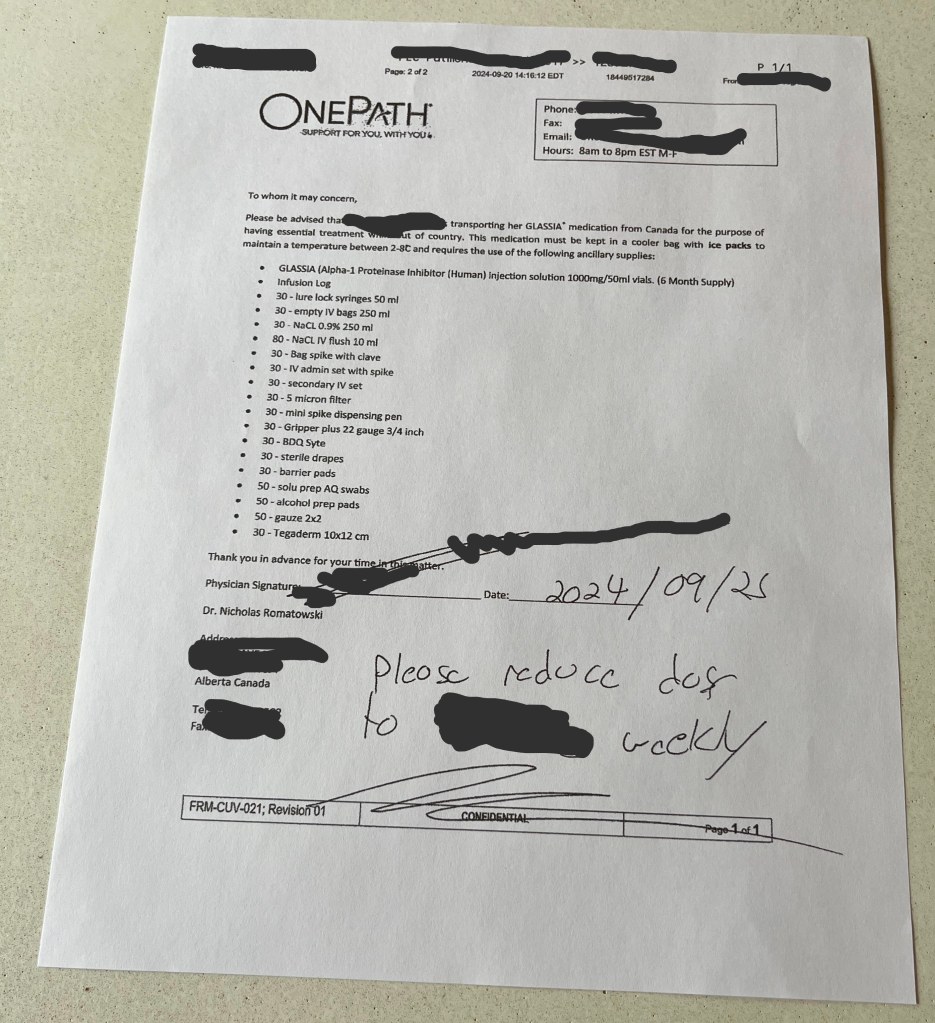 P 1/1
Page: 2 of 2 2024-09-20 14:16:12 EDT >> 18449517284
ONEPATH
SUPPORT FOR YOU, WITH YOU
Phone:
Fax:
Email:
Hours: 8am to 8pm EST M-F
To whom it may concern,
Please be advised that transporting her GLASSIA® medication from Canada for the purpose of
having essential treatment out of country. This medication must be kept in a cooler bag with ice packs to
maintain a temperature between 2-8C and requires the use of the following ancillary supplies:
• GLASSIA (Alpha-1 Proteinase Inhibitor (Human) injection solution 1000mg/50ml vials. (6 Month Supply)
• Infusion Log
• 30 - lure lock syringes 50 ml
• 30 - empty IV bags 250 ml
• 30 - NaCL 0.9% 250 ml
• 80 - NaCL IV flush 10 ml
• 30 - Bag spike with clave
• 30 - IV admin set with spike
• 30 - secondary IV set
• 30 - 5 micron filter
• 30 - mini spike dispensing pen
• 30 - Gripper plus 22 gauge 3/4 inch
• 30 - BDQ Syte
• 30 - sterile drapes
• 30 - barrier pads
• 50 - solu prep AQ swabs
• 50 - alcohol prep pads
• 50 - gauze 2x2
• 30 - Tegaderm 10x12 cm
Thank you in advance for your time in this matter.
Physician Signature Date: 2024/09/25
Dr. Nicholas Romatowski
Alberta Canada
Please reduce dose
to weekly
FRM-CUV-021; Revision 01 CONFIDENTIAL Page 1 of 1